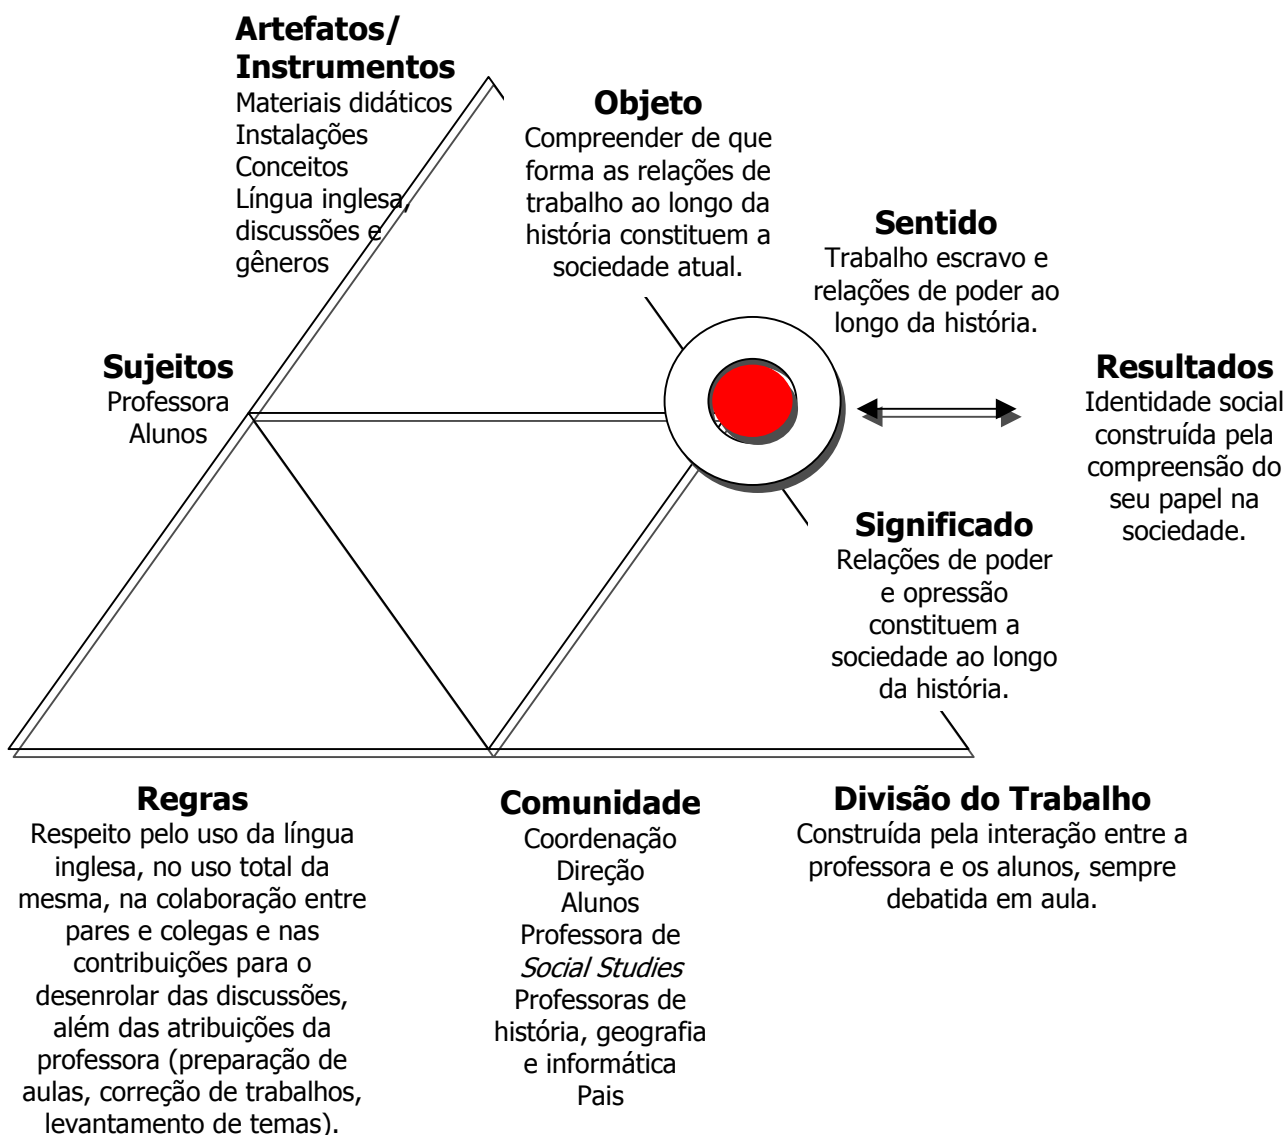 Artefatos/
Instrumentos
Materiais didáticos
Instalações
Conceitos
Língua inglesa,
discussões e
gêneros
Objeto
Compreender de que
forma as relações de
trabalho ao longo da
história constituem a
sociedade atual.
Sentido
Trabalho escravo e
relações de poder ao
longo da história.
Sujeitos
Professora
Alunos
Resultados
Identidade social
construída pela
compreensão do
seu papel na
sociedade.
Significado
Relações de poder
e opressão
constituem a
sociedade ao longo
da história.
Regras
Respeito pelo uso da língua
inglesa, no uso total da
mesma, na colaboração entre
pares e colegas e nas
contribuições para o
desenrolar das discussões,
além das atribuições da
professora (preparação de
aulas, correção de trabalhos,
levantamento de temas).
Comunidade
Coordenação
Direção
Alunos
Professora de
Social Studies
Professoras de
história, geografia
e informática
Pais
Divisão do Trabalho
Construída pela interação entre a
professora e os alunos, sempre
debatida em aula.